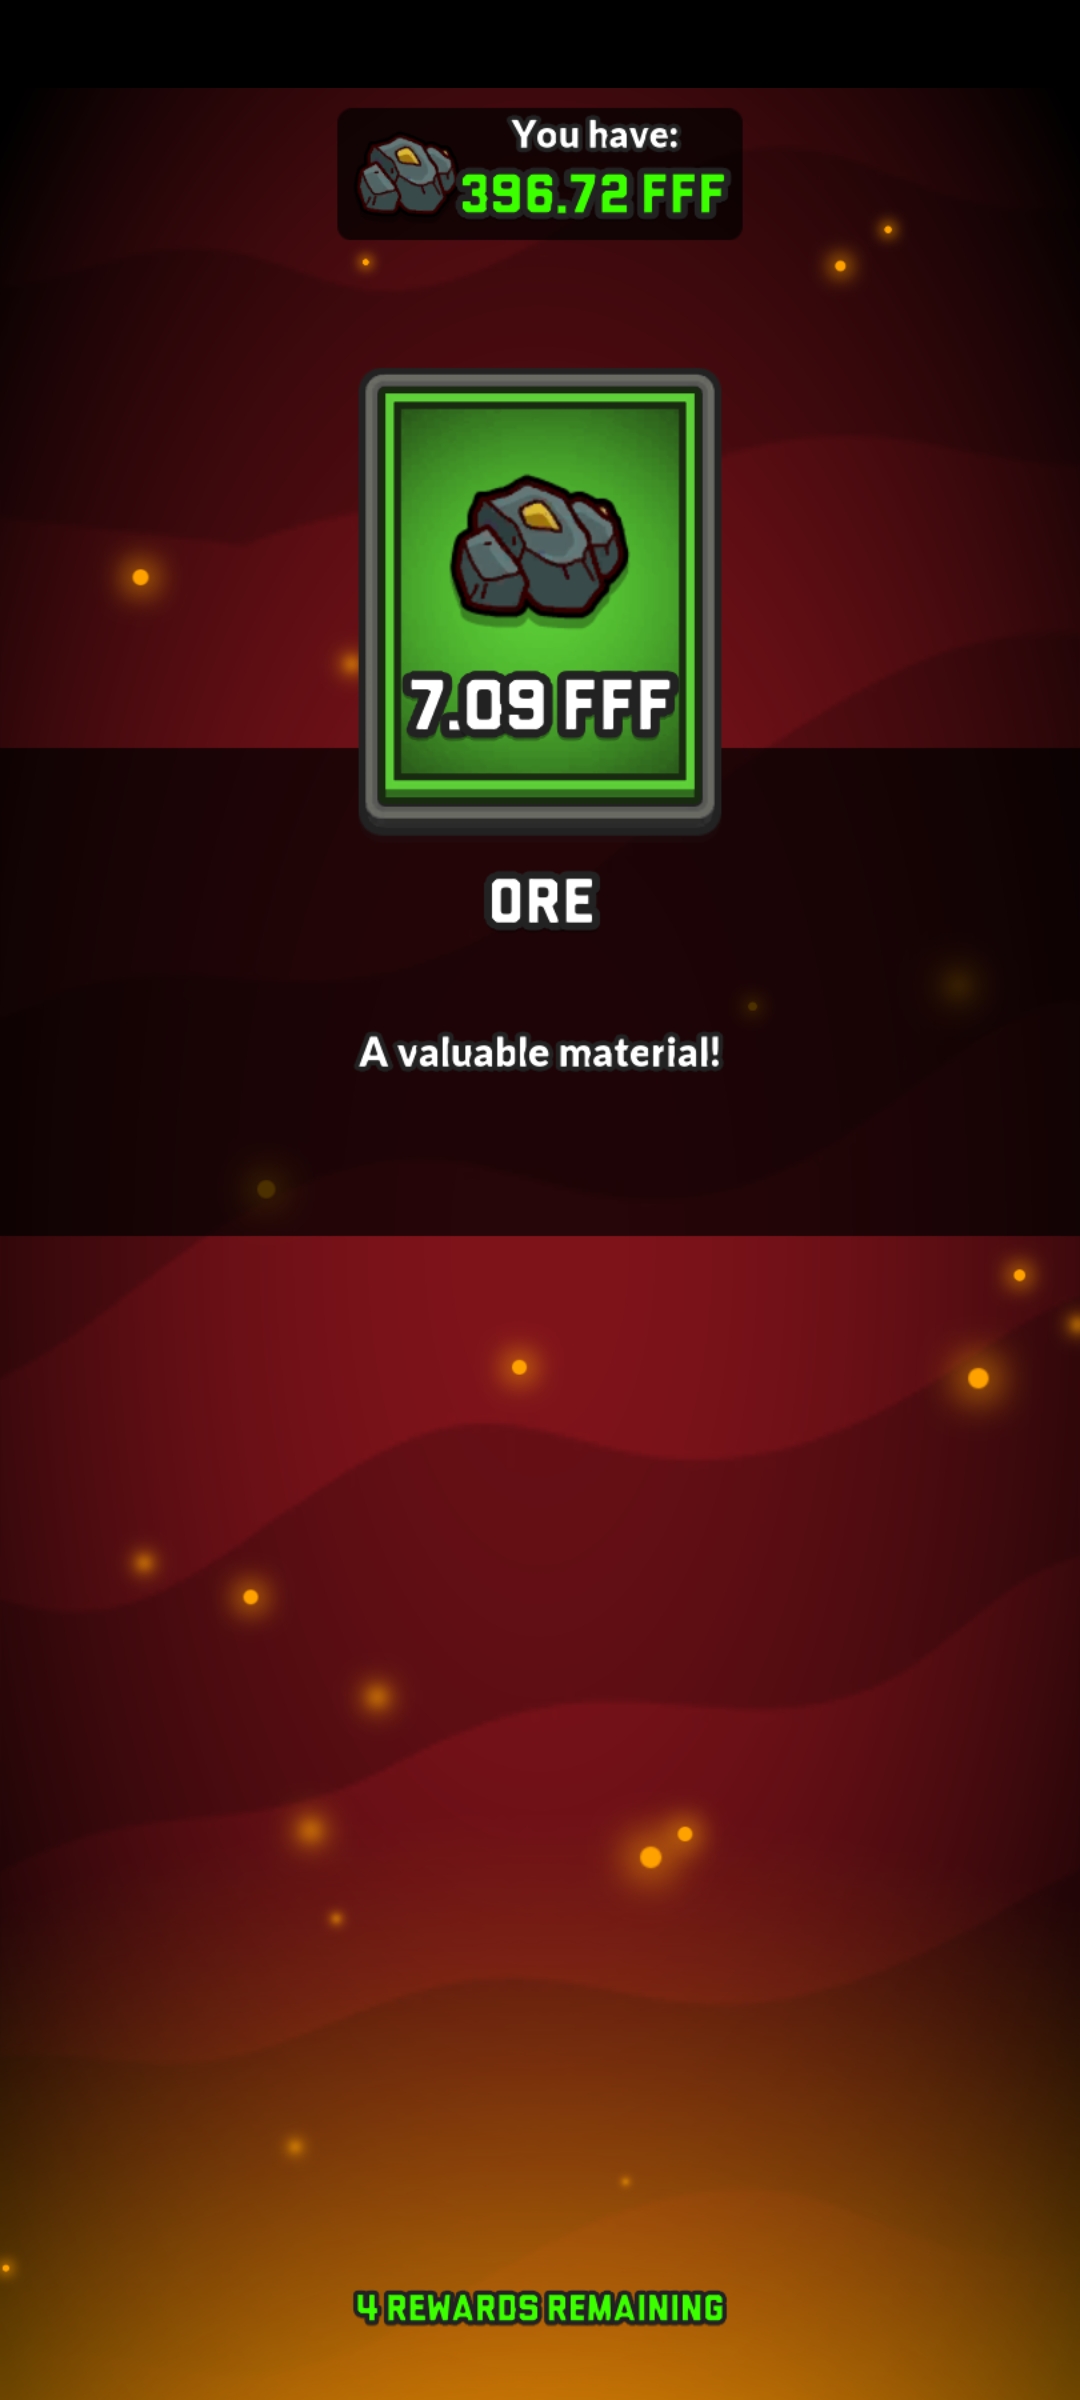 You have:
396.72 FFF
7.09 FFF
ORE
A valuable material!
4 REWARDS REMAINING